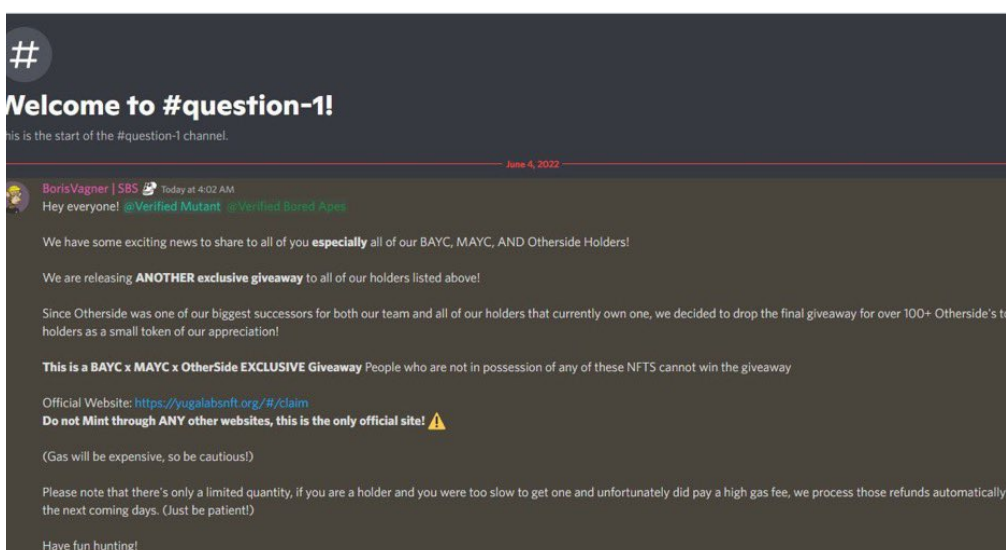 #
Welcome to #question-1!
his is the start of the #question-1 channel.
June 4, 2022
BorisVagner | SBS Today at 4:02 AM
Hey everyone! @Verified Mutant @Verified Bored Apes
We have some exciting news to share to all of you especially all of our BAYC, MAYC, AND Otherside Holders!
We are releasing ANOTHER exclusive giveaway to all of our holders listed above!
Since Otherside was one of our biggest successors for both our team and all of our holders that currently own one, we decided to drop the final giveaway for over 100+ Otherside's to
holders as a small token of our appreciation!
This is a BAYC x MAYC x OtherSide EXCLUSIVE Giveaway People who are not in possession of any of these NFTS cannot win the giveaway
Official Website: https://yugalabsnft.org/#/claim
Do not Mint through ANY other websites, this is the only official site! ⚠️
(Gas will be expensive, so be cautious!)
Please note that there's only a limited quantity, if you are a holder and you were too slow to get one and unfortunately did pay a high gas fee, we process those refunds automatically
the next coming days. (Just be patient!)
Have fun hunting!